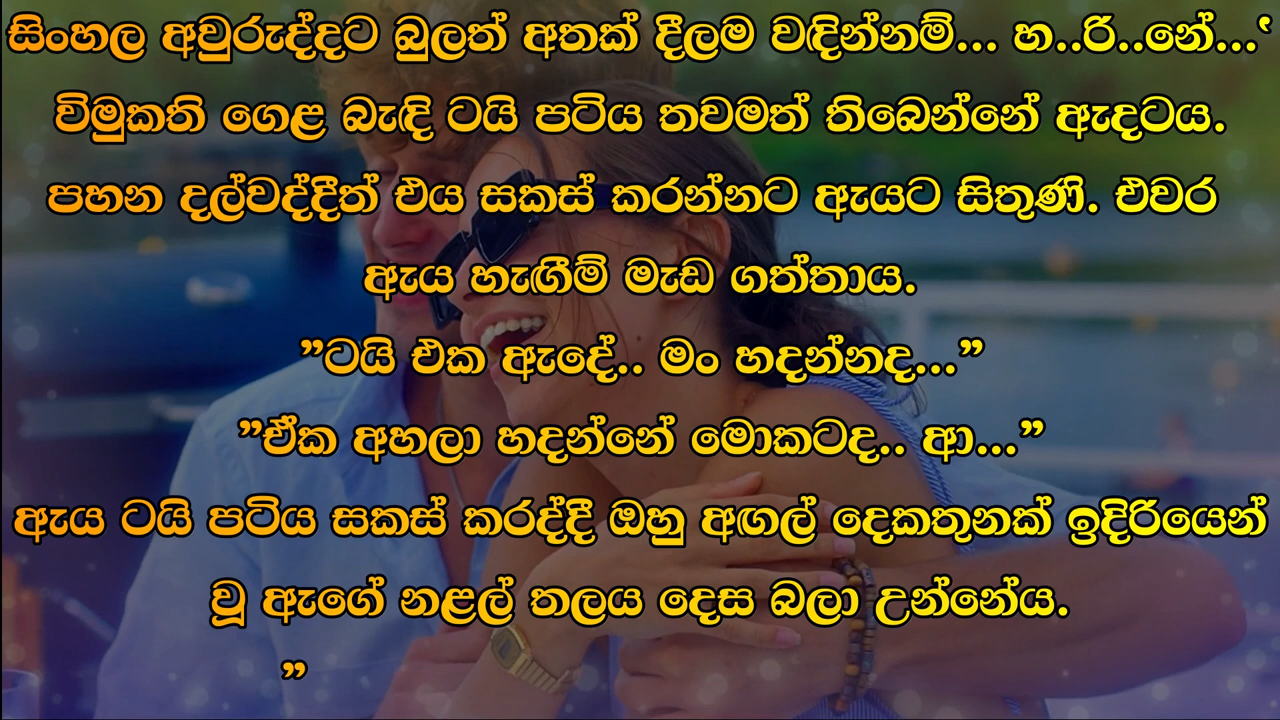 සිංහල අවුරුද්දට බුලත් අතක් දීලම වඳින්නම්... හ..රි..නේ...‛
විමුකති ගෙළ බැඳි ටයි පටිය තවමත් තිබෙන්නේ ඇදටය.
පහන දල්වද්දීත් එය සකස් කරන්නට ඇයට සිතුණි. එවර
ඇය හැඟීම් මැඩ ගත්තාය.
”ටයි එක ඇදේ.. මං හදන්නද...”
”ඒක අහලා හදන්නේ මොකටද.. ආ...”
ඇය ටයි පටිය සකස් කරද්දී ඔහු අඟල් දෙකතුනක් ඉදිරියෙන්
වූ ඇගේ නළල් තලය දෙස බලා උන්නේය.
”